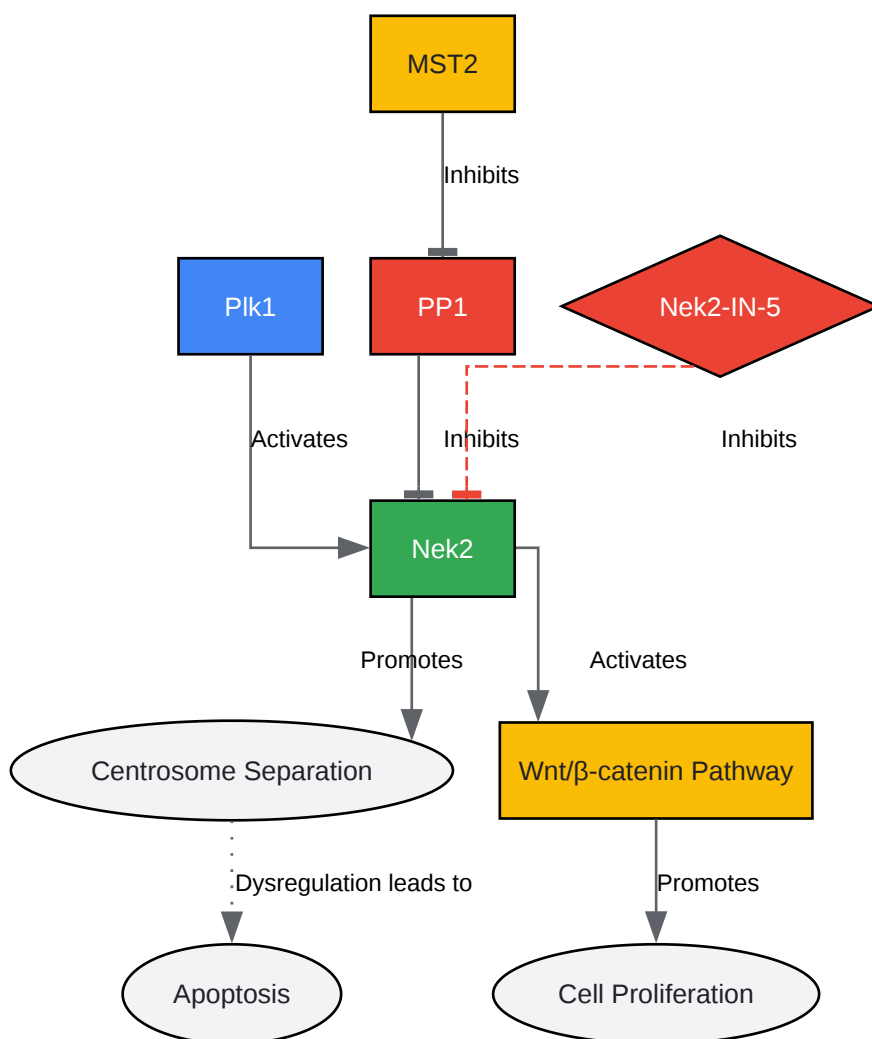 MST2
Inhibits
Plk1
PP1
Nek2-IN-5
Activates
Inhibits
Inhibits
Nek2
Promotes
Activates
Centrosome Separation
Wnt/β-catenin Pathway
Dysregulation leads to
Promotes
Apoptosis
Cell Proliferation